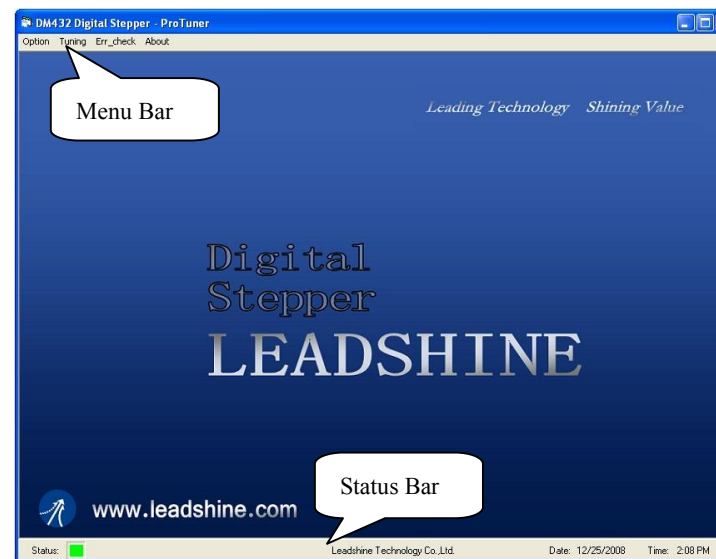 DM432 Digital Stepper - ProTuner
Option Tuning Err_check About
Menu Bar
Leading Technology Shining Value
Digital
Stepper
LEADSHINE
Status Bar
www.leadshine.com
Status: Leadshine Technology Co.,Ltd. Date: 12/25/2008 Time: 2:08 PM